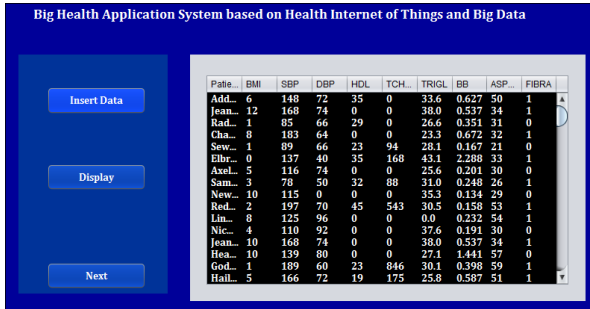 Big Health Application System based on Health Internet of Things and Big Data
Insert Data
Display
Next
Patie... BMI SBP DBP HDL TCH... TRIGL BB ASP... FIBRA
Add... 6 148 72 35 0 33.6 0.627 50 1
Jean... 12 168 74 0 0 38.0 0.537 34 1
Rad... 1 85 66 29 0 26.6 0.351 31 0
Cha... 8 183 64 0 0 23.3 0.672 32 1
Sew... 1 89 66 23 94 28.1 0.167 21 0
Elbr... 0 137 40 35 168 43.1 2.288 33 1
Axel... 5 116 74 0 0 25.6 0.201 30 0
Sam... 3 78 50 32 88 31.0 0.248 26 1
New... 10 115 0 0 0 35.3 0.134 29 0
Red... 2 197 70 45 543 30.5 0.158 53 1
Lin... 8 125 96 0 0 0.0 0.232 54 1
Nic... 4 110 92 0 0 37.6 0.191 30 0
Jean... 10 168 74 0 0 38.0 0.537 34 1
Hea... 10 139 80 0 0 27.1 1.441 57 0
God... 1 189 60 23 846 30.1 0.398 59 1
Hail... 5 166 72 19 175 25.8 0.587 51 1